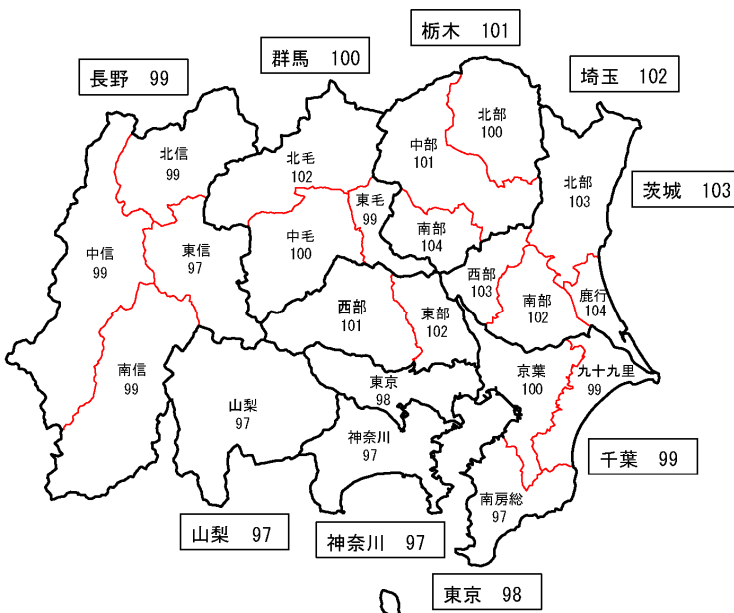 栃木　101
群馬　100
長野　99
埼玉　102
北部
100
中部
101
北信
99
北毛
102
北部
103
茨城　103
東毛
99
南部
104
中毛
100
東信
97
中信
99
西部
103
南部
102
鹿行
104
西部
101
東部
102
南信
99
東京
98
京葉
100
九十九里
99
山梨
97
神奈川
97
千葉　99
南房総
97
山梨　97
神奈川　97
東京　98